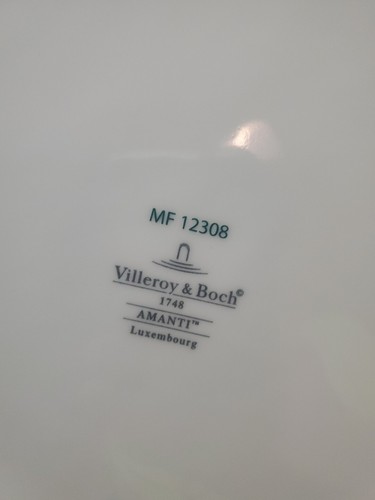 MF 12308
Villeroy & Boch©
1748
AMANTI™
Luxembourg